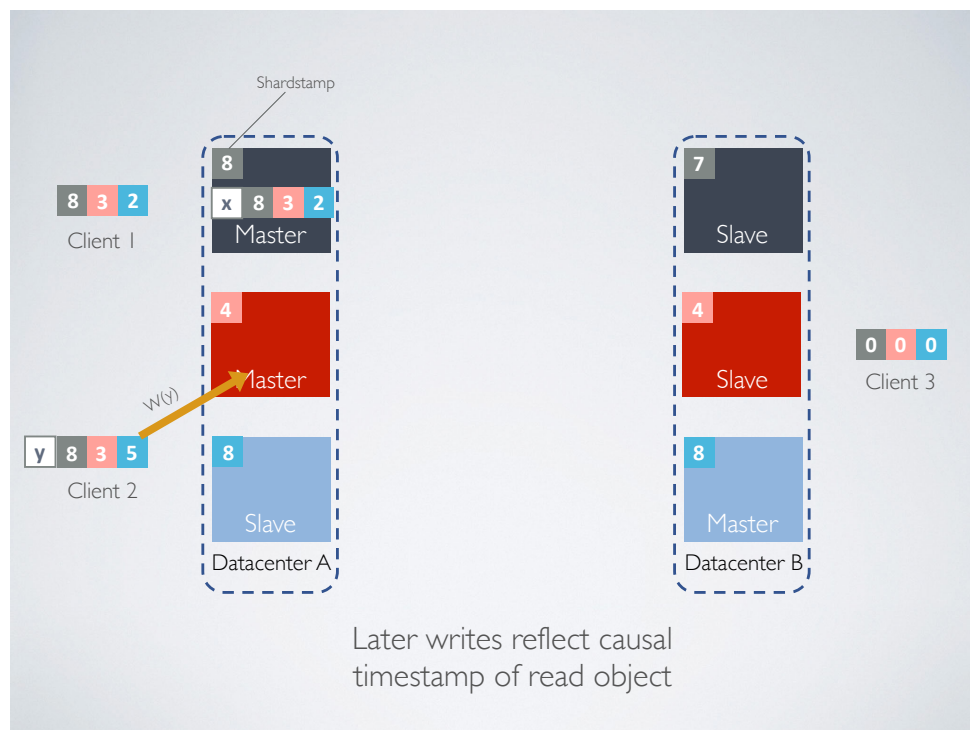 Shardstamp
8
7
x 8 3 2
8 3 2
Client 1
Master
Slave
4
4
0 0 0
Master
Slave
Client 3
W(y)
y 8 3 5
8
8
Client 2
Slave
Master
Datacenter A
Datacenter B
Later writes reflect causal
timestamp of read object